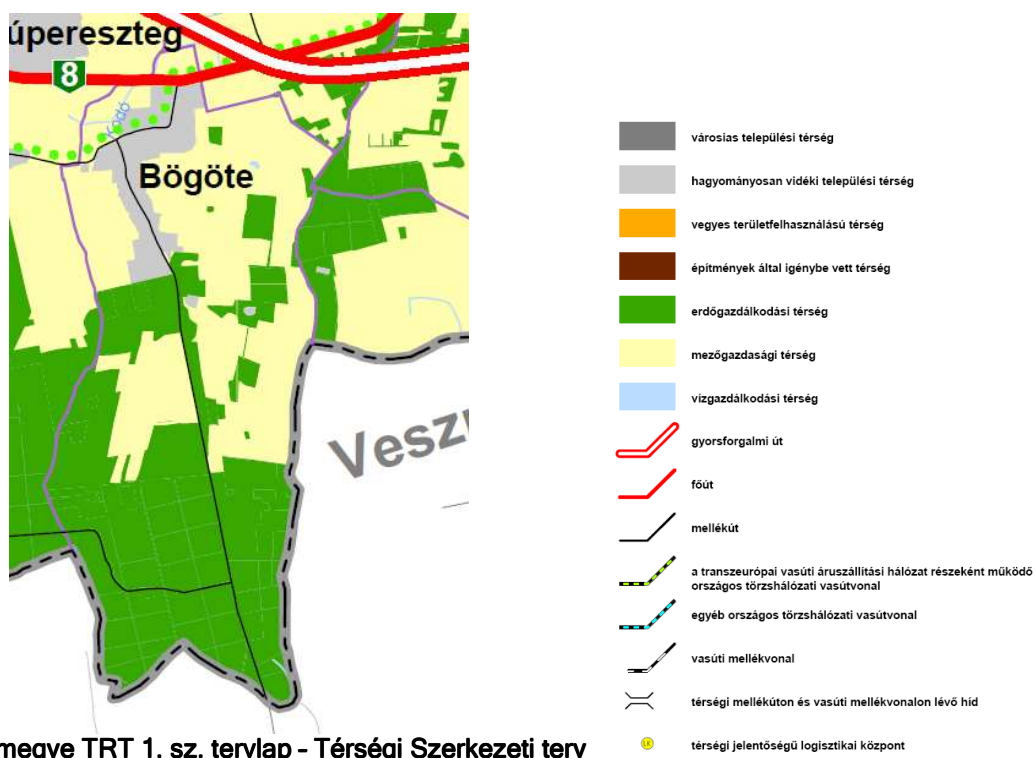 úpereszteg
8
Kodó
Bögöte
Vesz
megye TRT 1. sz. tervlap - Térségi Szerkezeti terv
városias települési térség
hagyományosan vidéki települési térség
vegyes területfelhasználású térség
építmények által igénybe vett térség
erdőgazdálkodási térség
mezőgazdasági térség
vízgazdálkodási térség
gyorsforgalmi út
főút
mellékút
a transzeurópai vasúti áruszállítási hálózat részeként működő
országos törzshálózati vasútvonal
egyéb országos törzshálózati vasútvonal
vasúti mellékvonal
térségi mellékúton és vasúti mellékvonalon lévő híd
LK térségi jelentőségű logisztikai központ